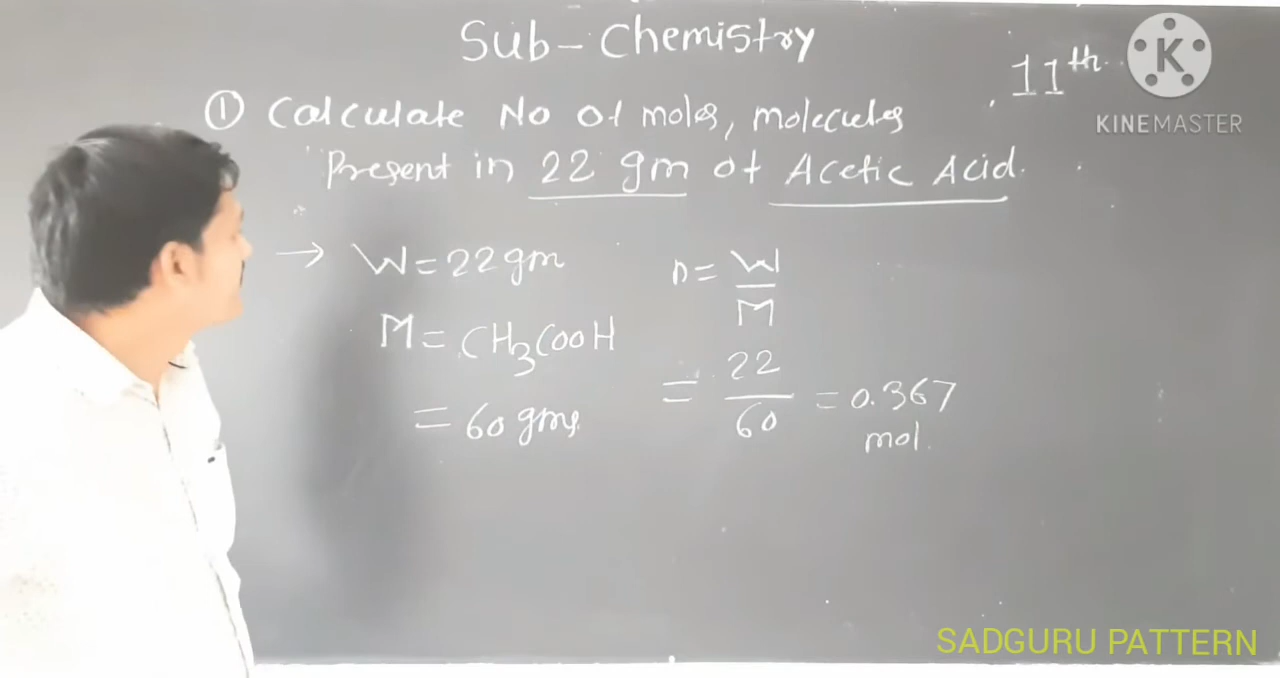 Sub - Chemistry
11th
K
KINEMASTER
① Calculate No of moles, molecules
Present in 22 gm of Acetic Acid.
→ W = 22 gm
n = W/M
M = CH3COOH
= 22/60 = 0.367
= 60 gms
mol.
SADGURU PATTERN